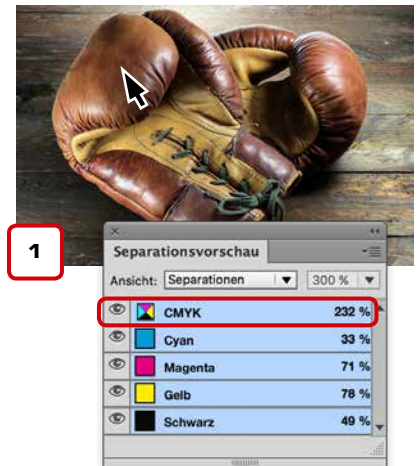 1
Separationsvorschau
Ansicht: Separationen 300 %
CMYK 232 %
Cyan 33 %
Magenta 71 %
Gelb 78 %
Schwarz 49 %